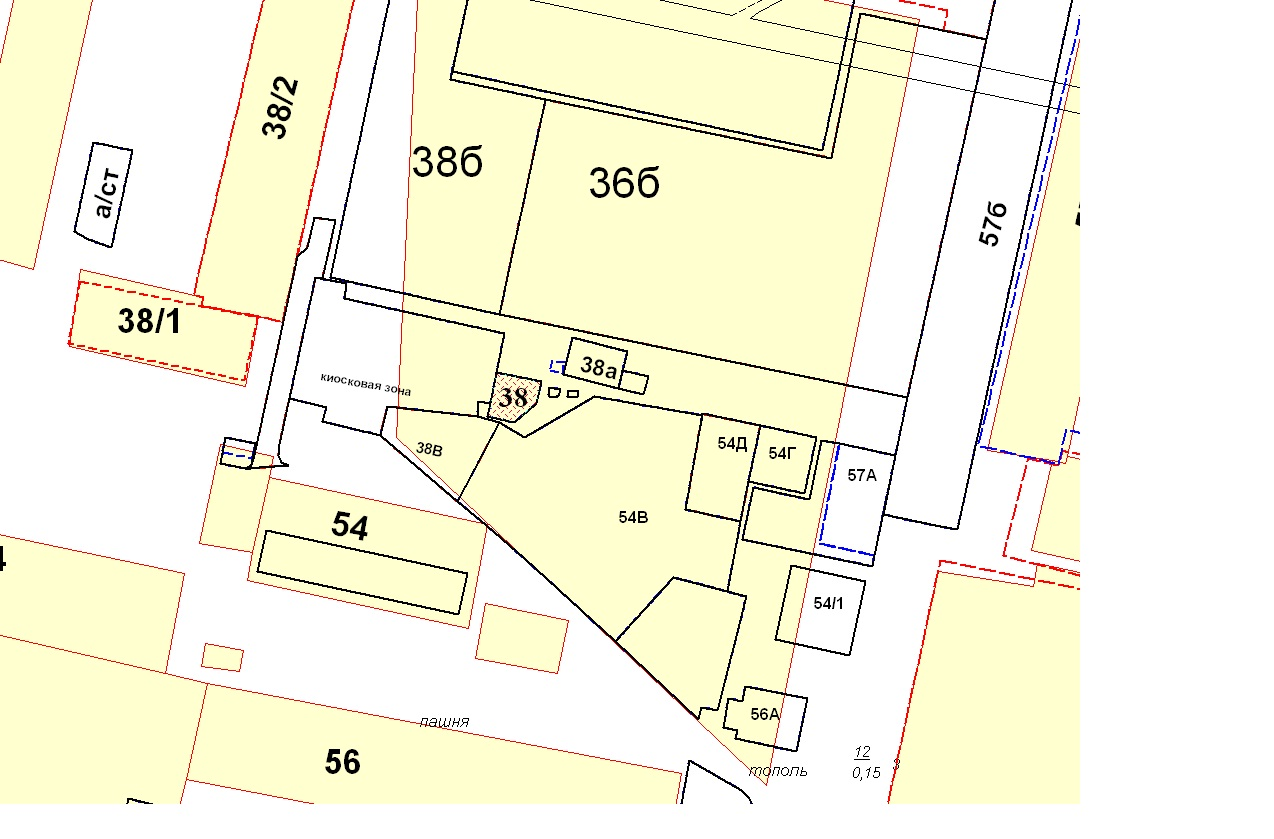 38/2
38б
36б
а/ст
57б
38/1
38а
киосковая зона
38
38В
54Д
54Г
57А
54
54В
54/1
56А
пашня
56
12
0,15
3
тополь